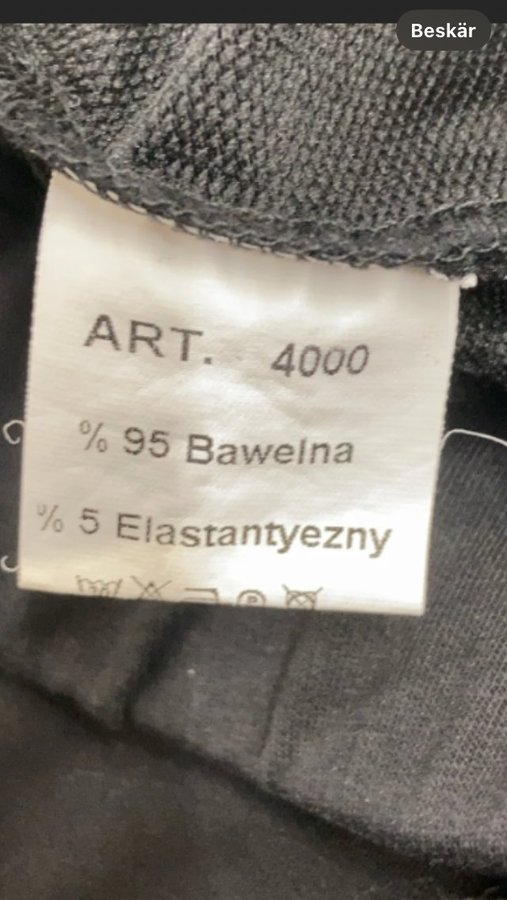 Beskär
ART. 4000
% 95 Bawelna
% 5 Elastantyezny